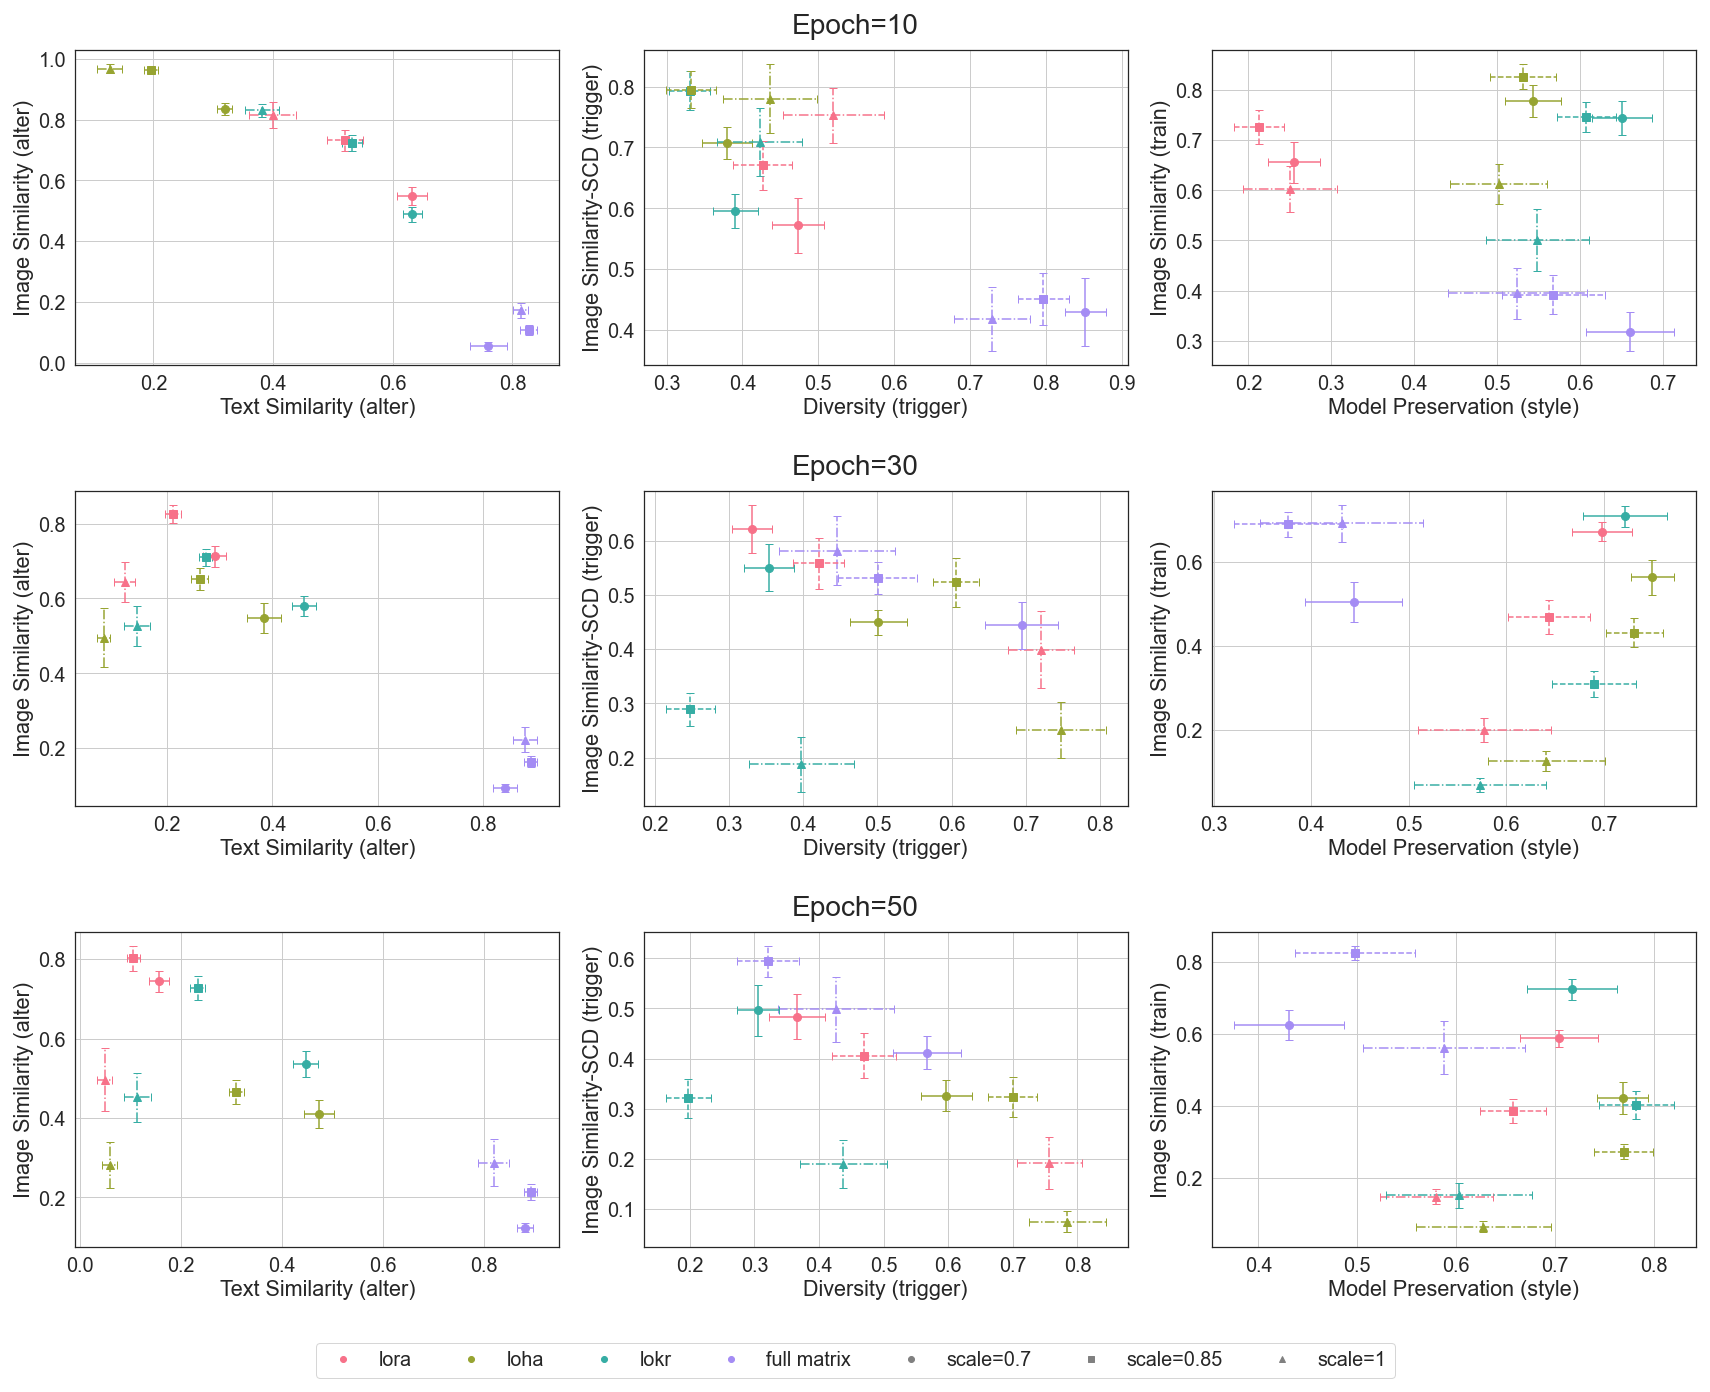 Epoch=10
Image Similarity (alter)
1.0
0.8
0.6
0.4
0.2
0.0
0.2 0.4 0.6 0.8
Text Similarity (alter)
Image Similarity-SCD (trigger)
0.8
0.7
0.6
0.5
0.4
0.3 0.4 0.5 0.6 0.7 0.8 0.9
Diversity (trigger)
Image Similarity (train)
0.8
0.7
0.6
0.5
0.4
0.3
0.2 0.3 0.4 0.5 0.6 0.7
Model Preservation (style)
Epoch=30
Image Similarity (alter)
0.8
0.6
0.4
0.2
0.2 0.4 0.6 0.8
Text Similarity (alter)
Image Similarity-SCD (trigger)
0.6
0.5
0.4
0.3
0.2
0.2 0.3 0.4 0.5 0.6 0.7 0.8
Diversity (trigger)
Image Similarity (train)
0.6
0.4
0.2
0.3 0.4 0.5 0.6 0.7
Model Preservation (style)
Epoch=50
Image Similarity (alter)
0.8
0.6
0.4
0.2
0.0 0.2 0.4 0.6 0.8
Text Similarity (alter)
Image Similarity-SCD (trigger)
0.6
0.5
0.4
0.3
0.2
0.1
0.2 0.3 0.4 0.5 0.6 0.7 0.8
Diversity (trigger)
Image Similarity (train)
0.8
0.6
0.4
0.2
0.4 0.5 0.6 0.7 0.8
Model Preservation (style)
lora loha lokr full matrix scale=0.7 scale=0.85 scale=1